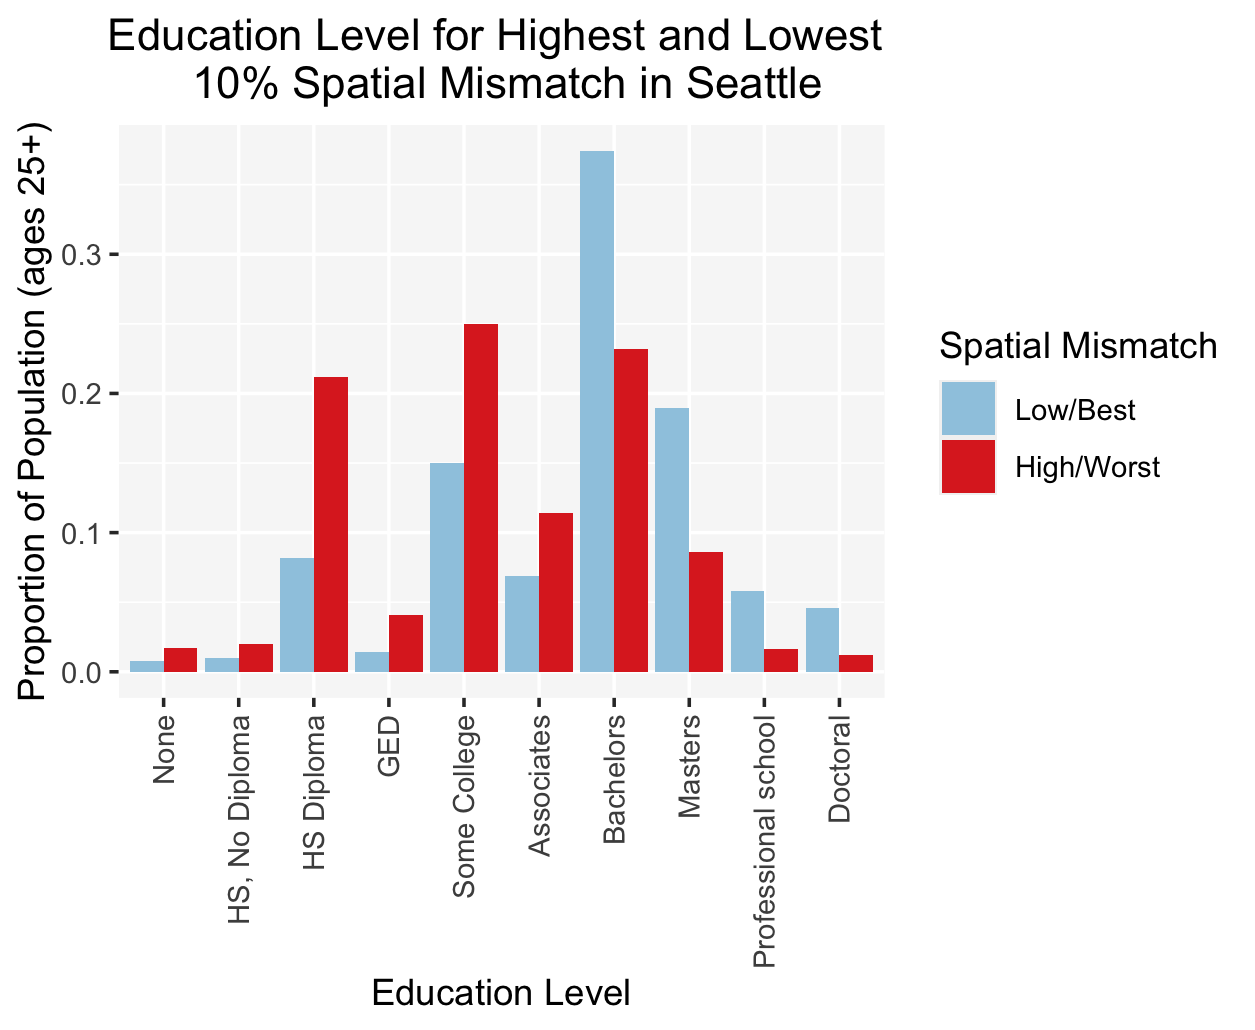 Education Level for Highest and Lowest
10% Spatial Mismatch in Seattle
Proportion of Population (ages 25+)
0.3
0.2
0.1
0.0
None
HS, No Diploma
HS Diploma
GED
Some College
Associates
Bachelors
Masters
Professional school
Doctoral
Education Level
Spatial Mismatch
Low/Best
High/Worst